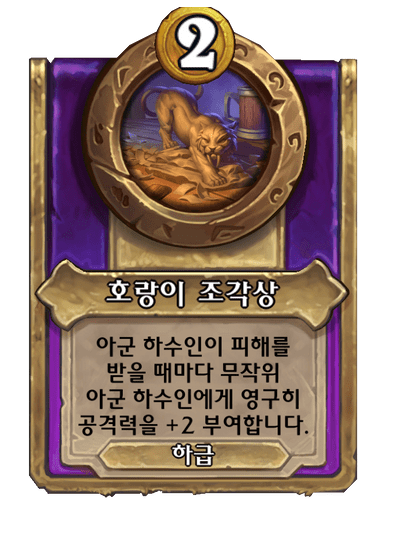 2
호랑이 조각상
아군 하수인이 피해를
받을 때마다 무작위
아군 하수인에게 영구히
공격력을 +2 부여합니다.
하급